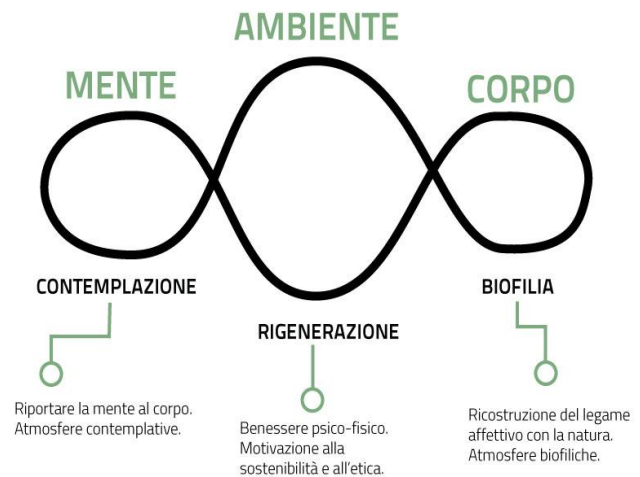 AMBIENTE
MENTE
CORPO
CONTEMPLAZIONE
BIOFILIA
RIGENERAZIONE
Riportare la mente al corpo.
Atmosfere contemplative.
Benessere psico-fisico.
Motivazione alla
sostenibilità e all'etica.
Ricostruzione del legame
affettivo con la natura.
Atmosfere biofiliche.